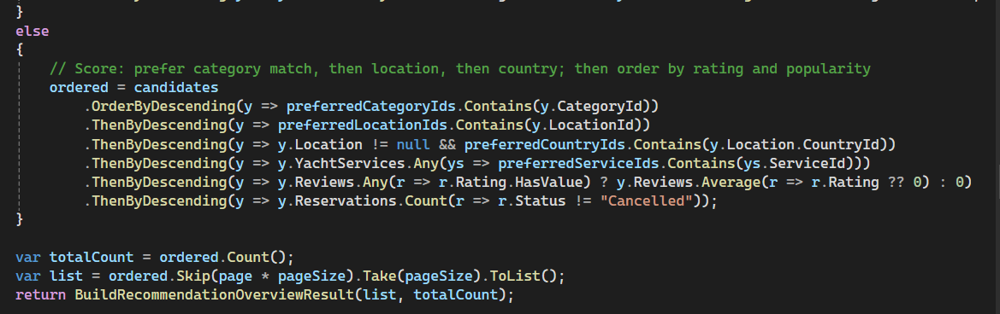 }
else
{
// Score: prefer category match, then location, then country; then order by rating and popularity
ordered = candidates
.OrderByDescending(y => preferredCategoryIds.Contains(y.CategoryId))
.ThenByDescending(y => preferredLocationIds.Contains(y.LocationId))
.ThenByDescending(y => y.Location != null && preferredCountryIds.Contains(y.Location.CountryId))
.ThenByDescending(y => y.YachtServices.Any(ys => preferredServiceIds.Contains(ys.ServiceId)))
.ThenByDescending(y => y.Reviews.Any(r => r.Rating.HasValue) ? y.Reviews.Average(r => r.Rating ?? 0) : 0)
.ThenByDescending(y => y.Reservations.Count(r => r.Status != "Cancelled"));
}
var totalCount = ordered.Count();
var list = ordered.Skip(page * pageSize).Take(pageSize).ToList();
return BuildRecommendationOverviewResult(list, totalCount);